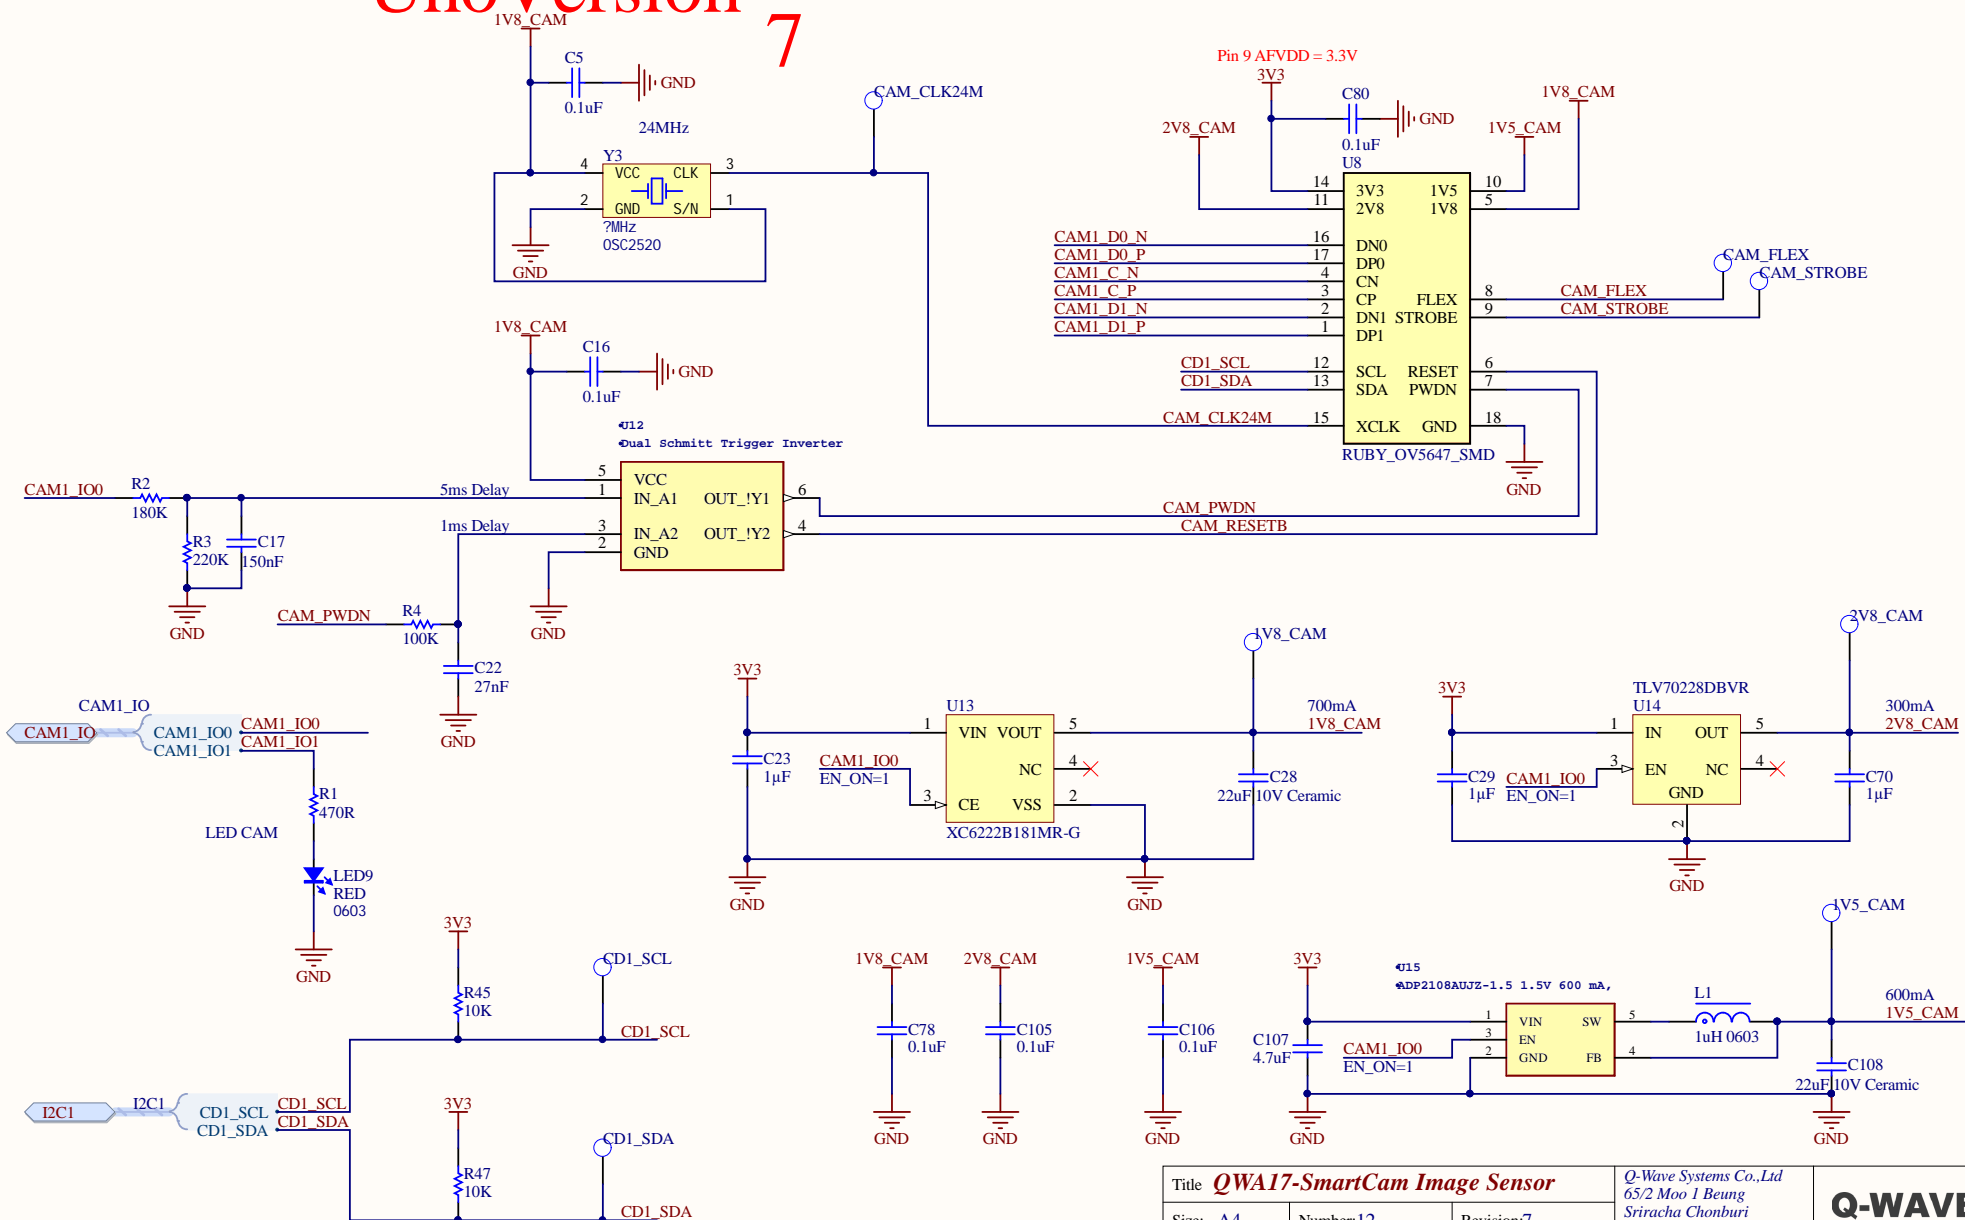 7
1V8_CAM
C5
GND
0.1uF
24MHz
CAM_CLK24M
Y3
4
VCC
CLK
3
2
GND
S/N
1
?MHz
OSC2520
GND
Pin 9 AFVDD = 3.3V
3V3
C80
GND
0.1uF
2V8_CAM
1V5_CAM
1V8_CAM
U8
14
3V3
1V5
10
11
2V8
1V8
5
CAM1_D0_N
16
DN0
CAM1_D0_P
17
DP0
CAM1_C_N
4
CN
CAM1_C_P
3
CP
FLEX
8
CAM_FLEX
CAM_FLEX
CAM1_D1_N
2
DN1
STROBE
9
CAM_STROBE
CAM_STROBE
CAM1_D1_P
1
DP1
CD1_SCL
12
SCL
RESET
6
CD1_SDA
13
SDA
PWDN
7
CAM_CLK24M
15
XCLK
GND
18
RUBY_OV5647_SMD
GND
1V8_CAM
C16
GND
0.1uF
U12
Dual Schmitt Trigger Inverter
5
VCC
CAM1_IO0
R2
180K
5ms Delay
1
IN_A1
OUT_!Y1
6
CAM_PWDN
1ms Delay
3
IN_A2
OUT_!Y2
4
CAM_RESETB
2
GND
R3
220K
C17
150nF
GND
GND
CAM_PWDN
R4
100K
C22
27nF
GND
CAM1_IO
CAM1_IO
CAM1_IO0
CAM1_IO0
CAM1_IO1
CAM1_IO1
R1
470R
LED CAM
LED9
RED
0603
GND
3V3
U13
1
VIN
VOUT
5
1V8_CAM
700mA
1V8_CAM
NC
4
C23
1µF
CAM1_IO0
EN_ON=1
3
CE
VSS
2
XC6222B181MR-G
C28
22uF 10V Ceramic
GND
GND
3V3
TLV70228DBVR
U14
1
IN
OUT
5
2V8_CAM
300mA
2V8_CAM
3
EN
NC
4
GND
2
C29
1µF
CAM1_IO0
EN_ON=1
C70
1µF
GND
3V3
R45
10K
CD1_SCL
CD1_SCL
I2C1
I2C1
CD1_SCL
CD1_SCL
CD1_SDA
CD1_SDA
3V3
R47
10K
CD1_SDA
CD1_SDA
1V8_CAM
C78
0.1uF
GND
2V8_CAM
C105
0.1uF
GND
1V5_CAM
C106
0.1uF
GND
3V3
C107
4.7uF
GND
U15
ADP2108AUJZ-1.5 1.5V 600 mA,
1
VIN
SW
5
3
EN
2
GND
FB
4
CAM1_IO0
EN_ON=1
L1
1uH 0603
1V5_CAM
600mA
1V5_CAM
C108
22uF 10V Ceramic
GND
Title QWA17-SmartCam Image Sensor
Size: A4
Number:12
Revision:7
Q-Wave Systems Co.,Ltd
65/2 Moo 1 Beung
Sriracha Chonburi
Q-WAVE